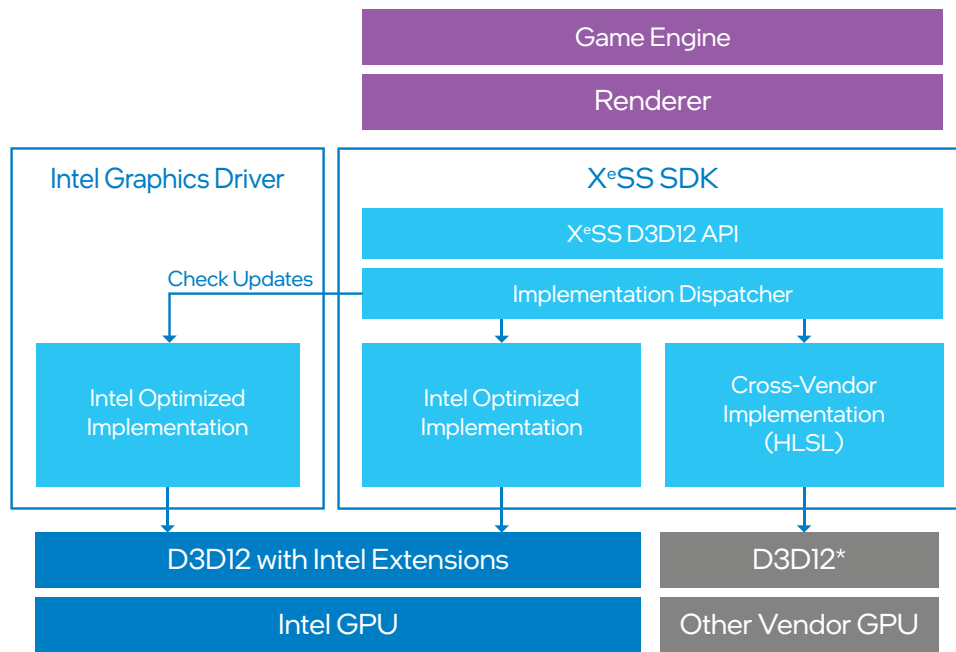 Game Engine
Renderer
Intel Graphics Driver
XᵉSS SDK
XᵉSS D3D12 API
Check Updates
Implementation Dispatcher
Intel Optimized
Implementation
Intel Optimized
Implementation
Cross-Vendor
Implementation
(HLSL)
D3D12 with Intel Extensions
D3D12*
Intel GPU
Other Vendor GPU